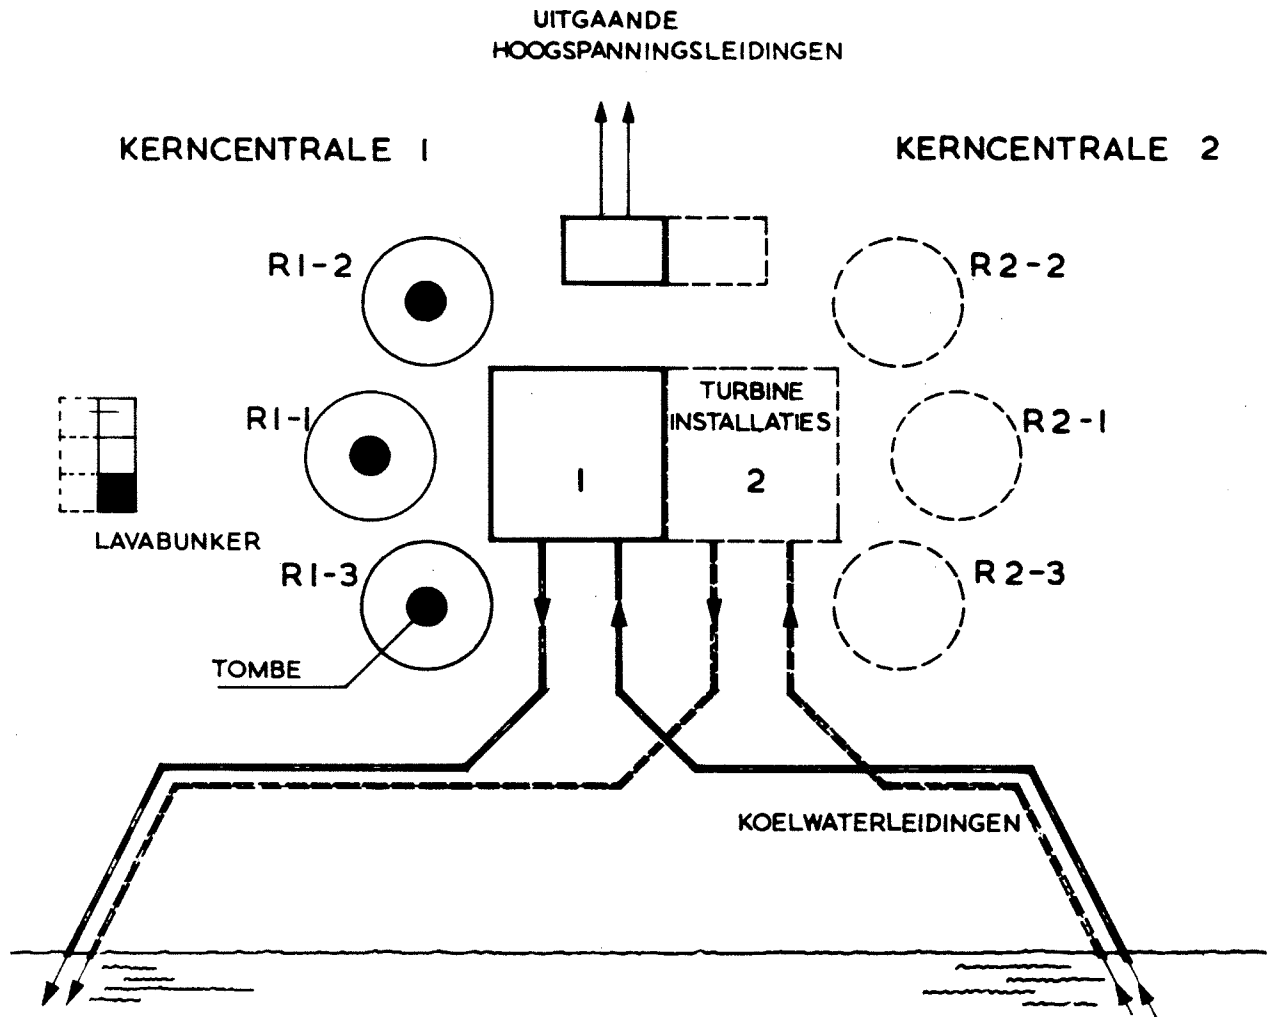 UITGAANDE
HOOGSPANNINGSLEIDINGEN
KERNCENTRALE 1
KERNCENTRALE 2
R1-2
R2-2
TURBINE
INSTALLATIES
R1-1
R2-1
1
2
LAVABUNKER
R1-3
R2-3
TOMBE
KOELWATERLEIDINGEN